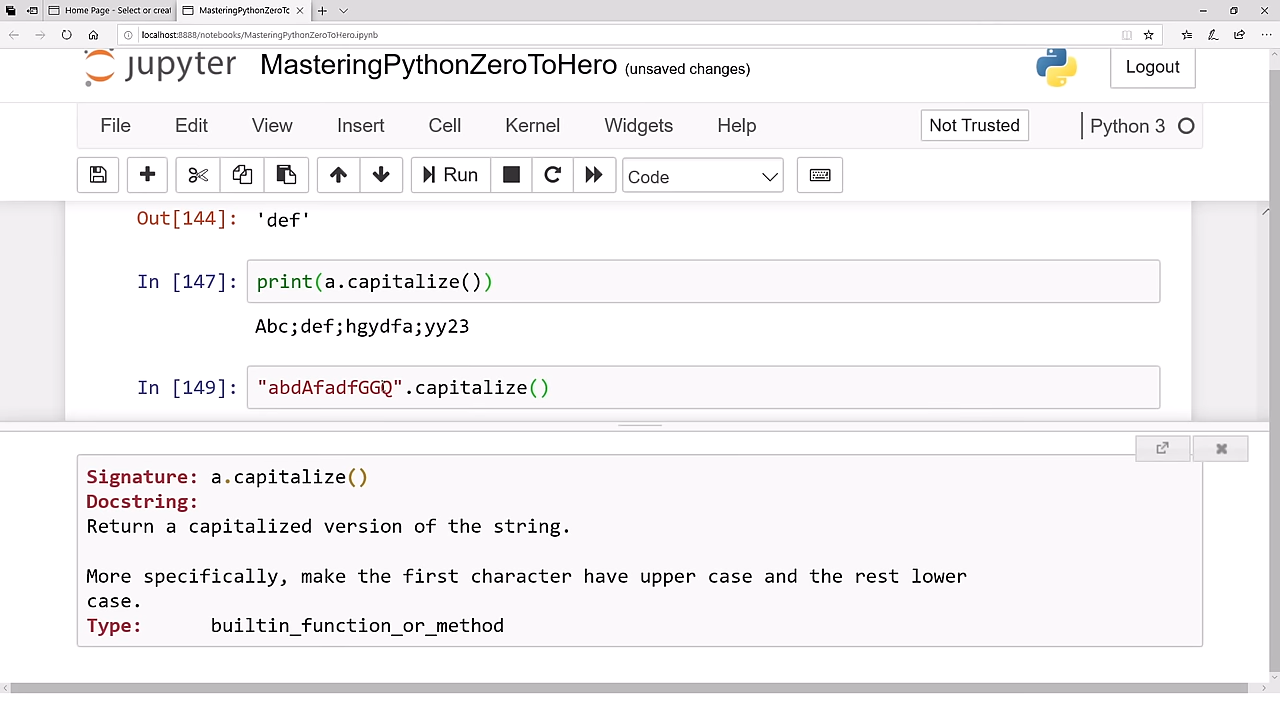 Home Page - Select or creat
MasteringPythonZeroTo
localhost:8888/notebooks/MasteringPythonZeroToHero.ipynb
jupyter MasteringPythonZeroToHero (unsaved changes)
Logout
File Edit View Insert Cell Kernel Widgets Help
Not Trusted
Python 3
Run
Code
Out[144]: 'def'
In [147]: print(a.capitalize())
Abc;def;hgydfa;yy23
In [149]: "abdAfadfGGQ".capitalize()
Signature: a.capitalize()
Docstring:
Return a capitalized version of the string.
More specifically, make the first character have upper case and the rest lower
case.
Type: builtin_function_or_method